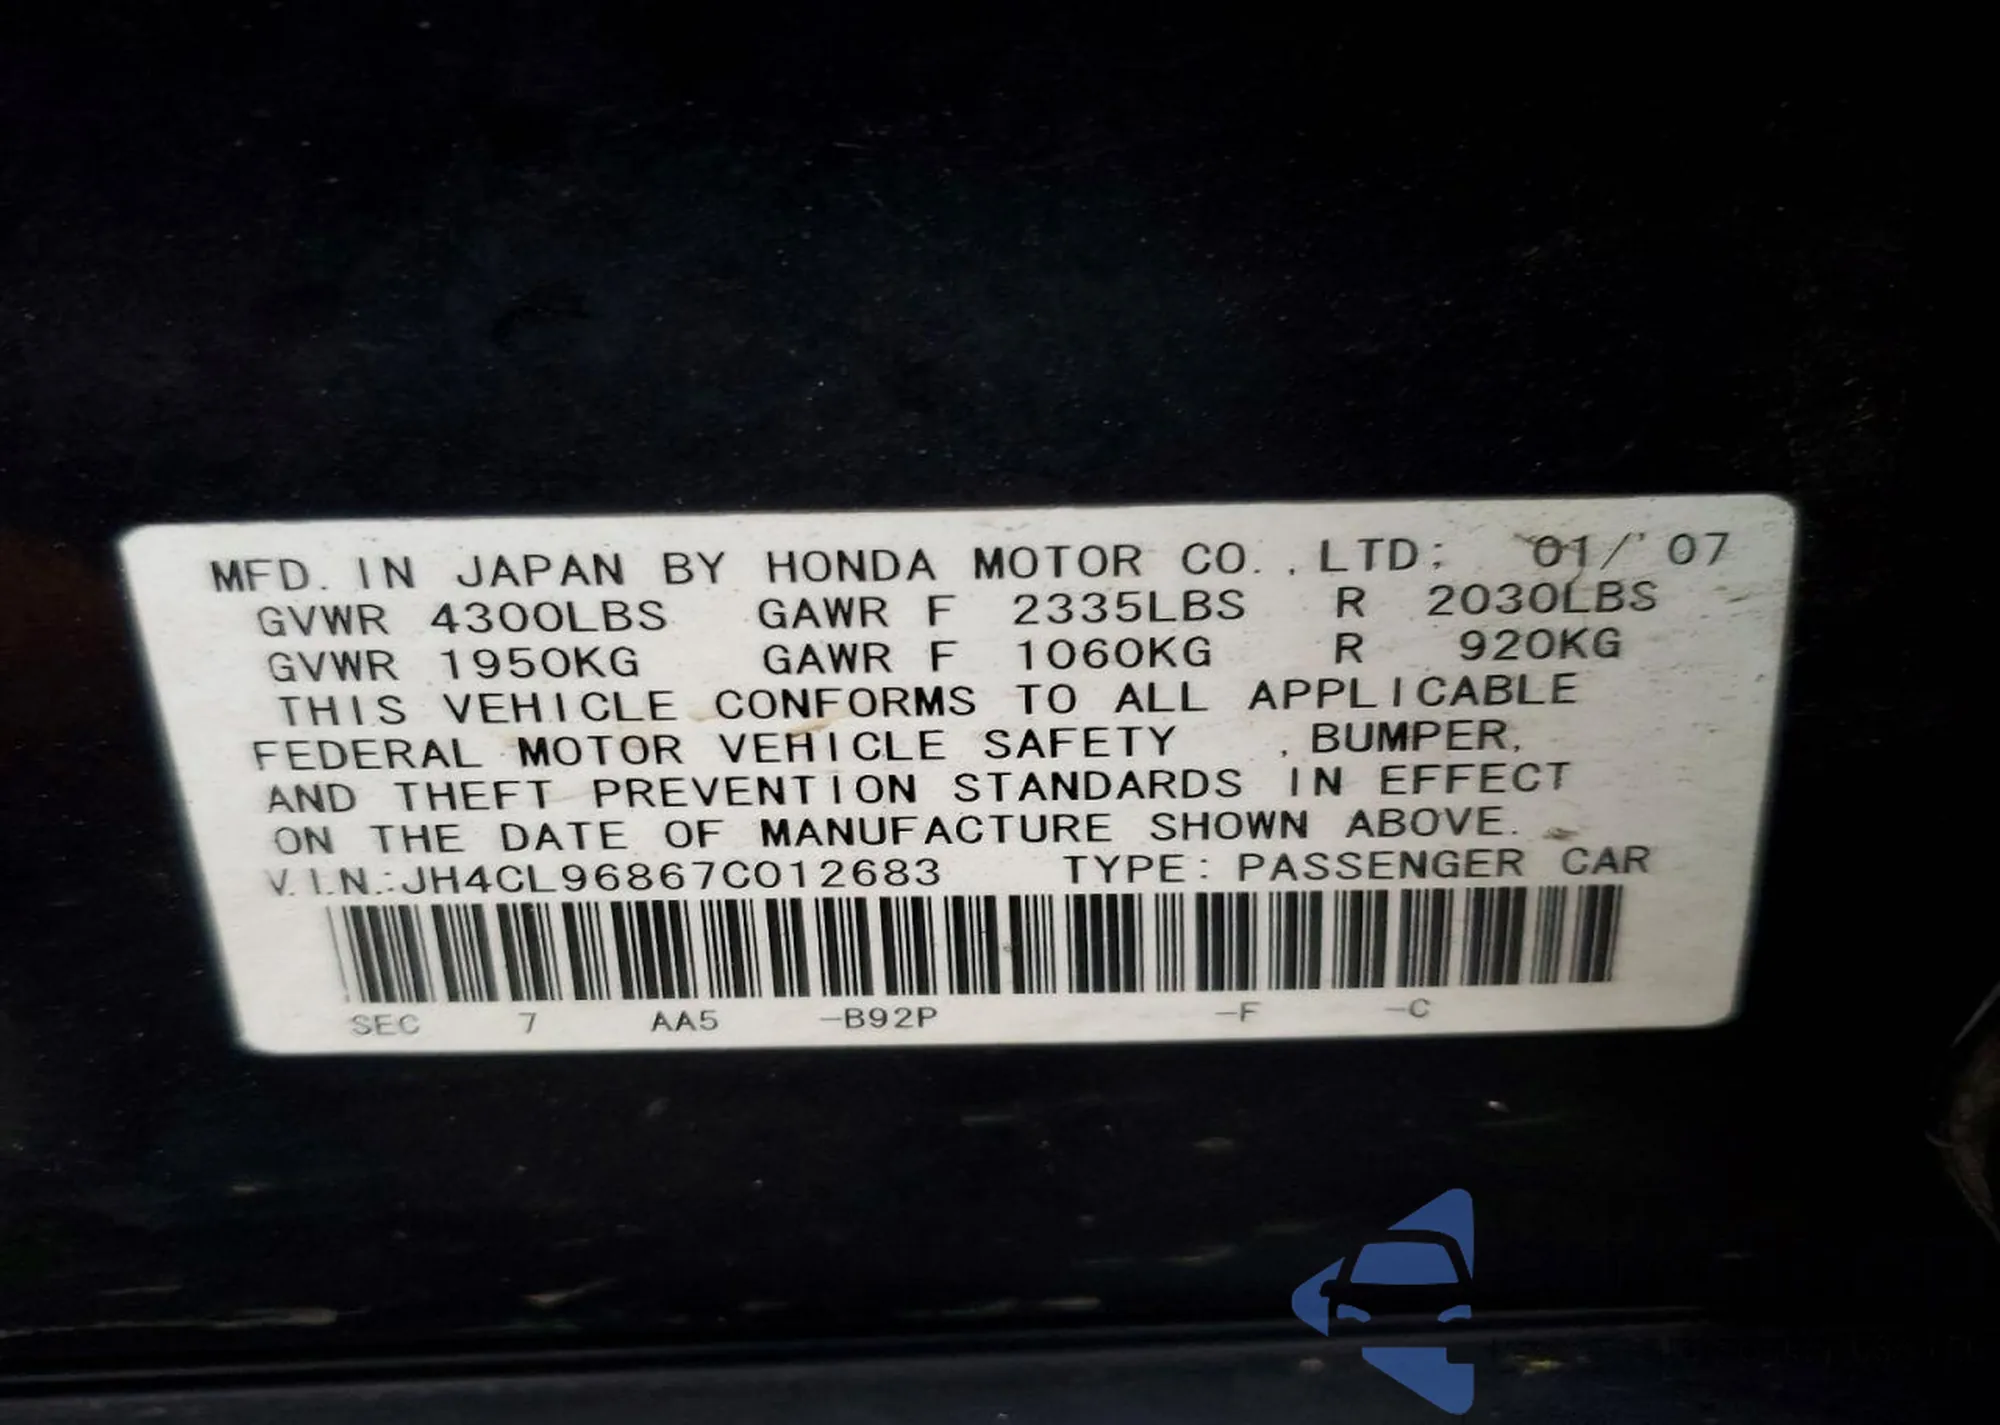 MFD. IN JAPAN BY HONDA MOTOR CO., LTD; 01/'07
GVWR 4300LBS GAWR F 2335LBS R 2030LBS
GVWR 1950KG GAWR F 1060KG R 920KG
THIS VEHICLE CONFORMS TO ALL APPLICABLE
FEDERAL MOTOR VEHICLE SAFETY , BUMPER,
AND THEFT PREVENTION STANDARDS IN EFFECT
ON THE DATE OF MANUFACTURE SHOWN ABOVE.
V.I.N.:JH4CL96867C012683 TYPE: PASSENGER CAR
SEC 7 AA5 -B92P -F -C